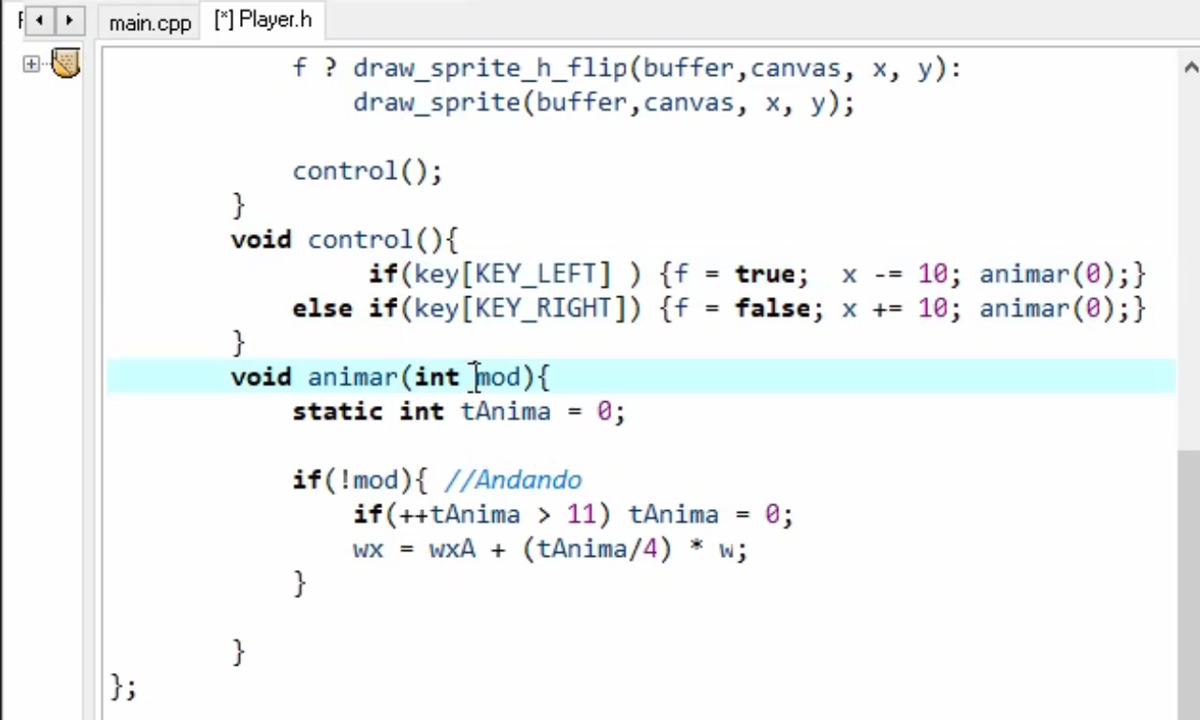 main.cpp [*] Player.h
f ? draw_sprite_h_flip(buffer,canvas, x, y):
draw_sprite(buffer,canvas, x, y);
control();
}
void control(){
if(key[KEY_LEFT] ) {f = true;  x -= 10; animar(0);}
else if(key[KEY_RIGHT]) {f = false; x += 10; animar(0);}
}
void animar(int mod){
static int tAnima = 0;
if(!mod){ //Andando
if(++tAnima > 11) tAnima = 0;
wx = wxA + (tAnima/4) * w;
}
}
};